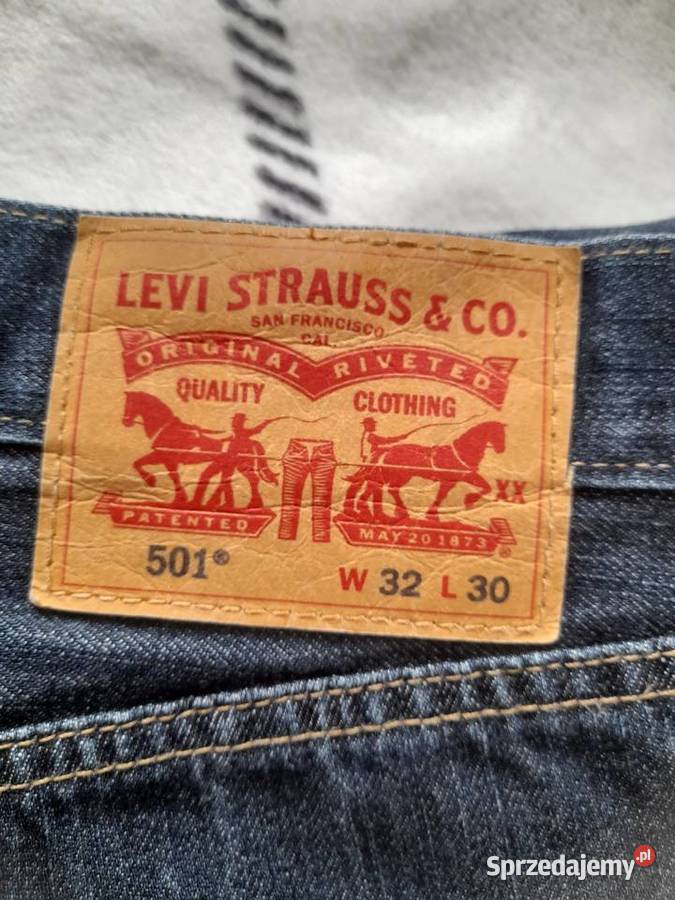 LEVI STRAUSS & CO.
SAN FRANCISCO
CAL
ORIGINAL RIVETED
QUALITY CLOTHING
XX
PATENTED MAY 20 1873 ®
501® W 32 L 30
Sprzedajemy.pl